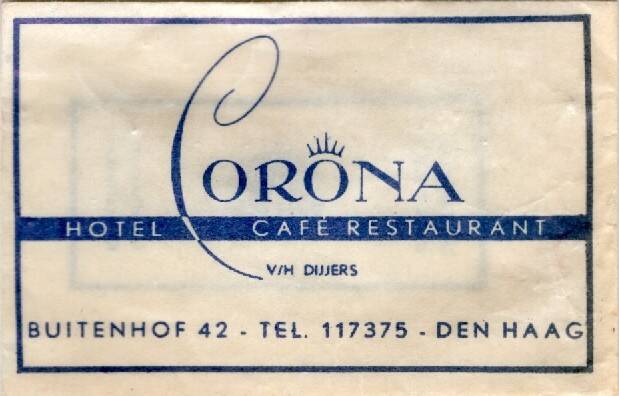 CORONA
HOTEL CAFÉ RESTAURANT
V/H DIJJERS
BUITENHOF 42 - TEL. 117375 - DEN HAAG